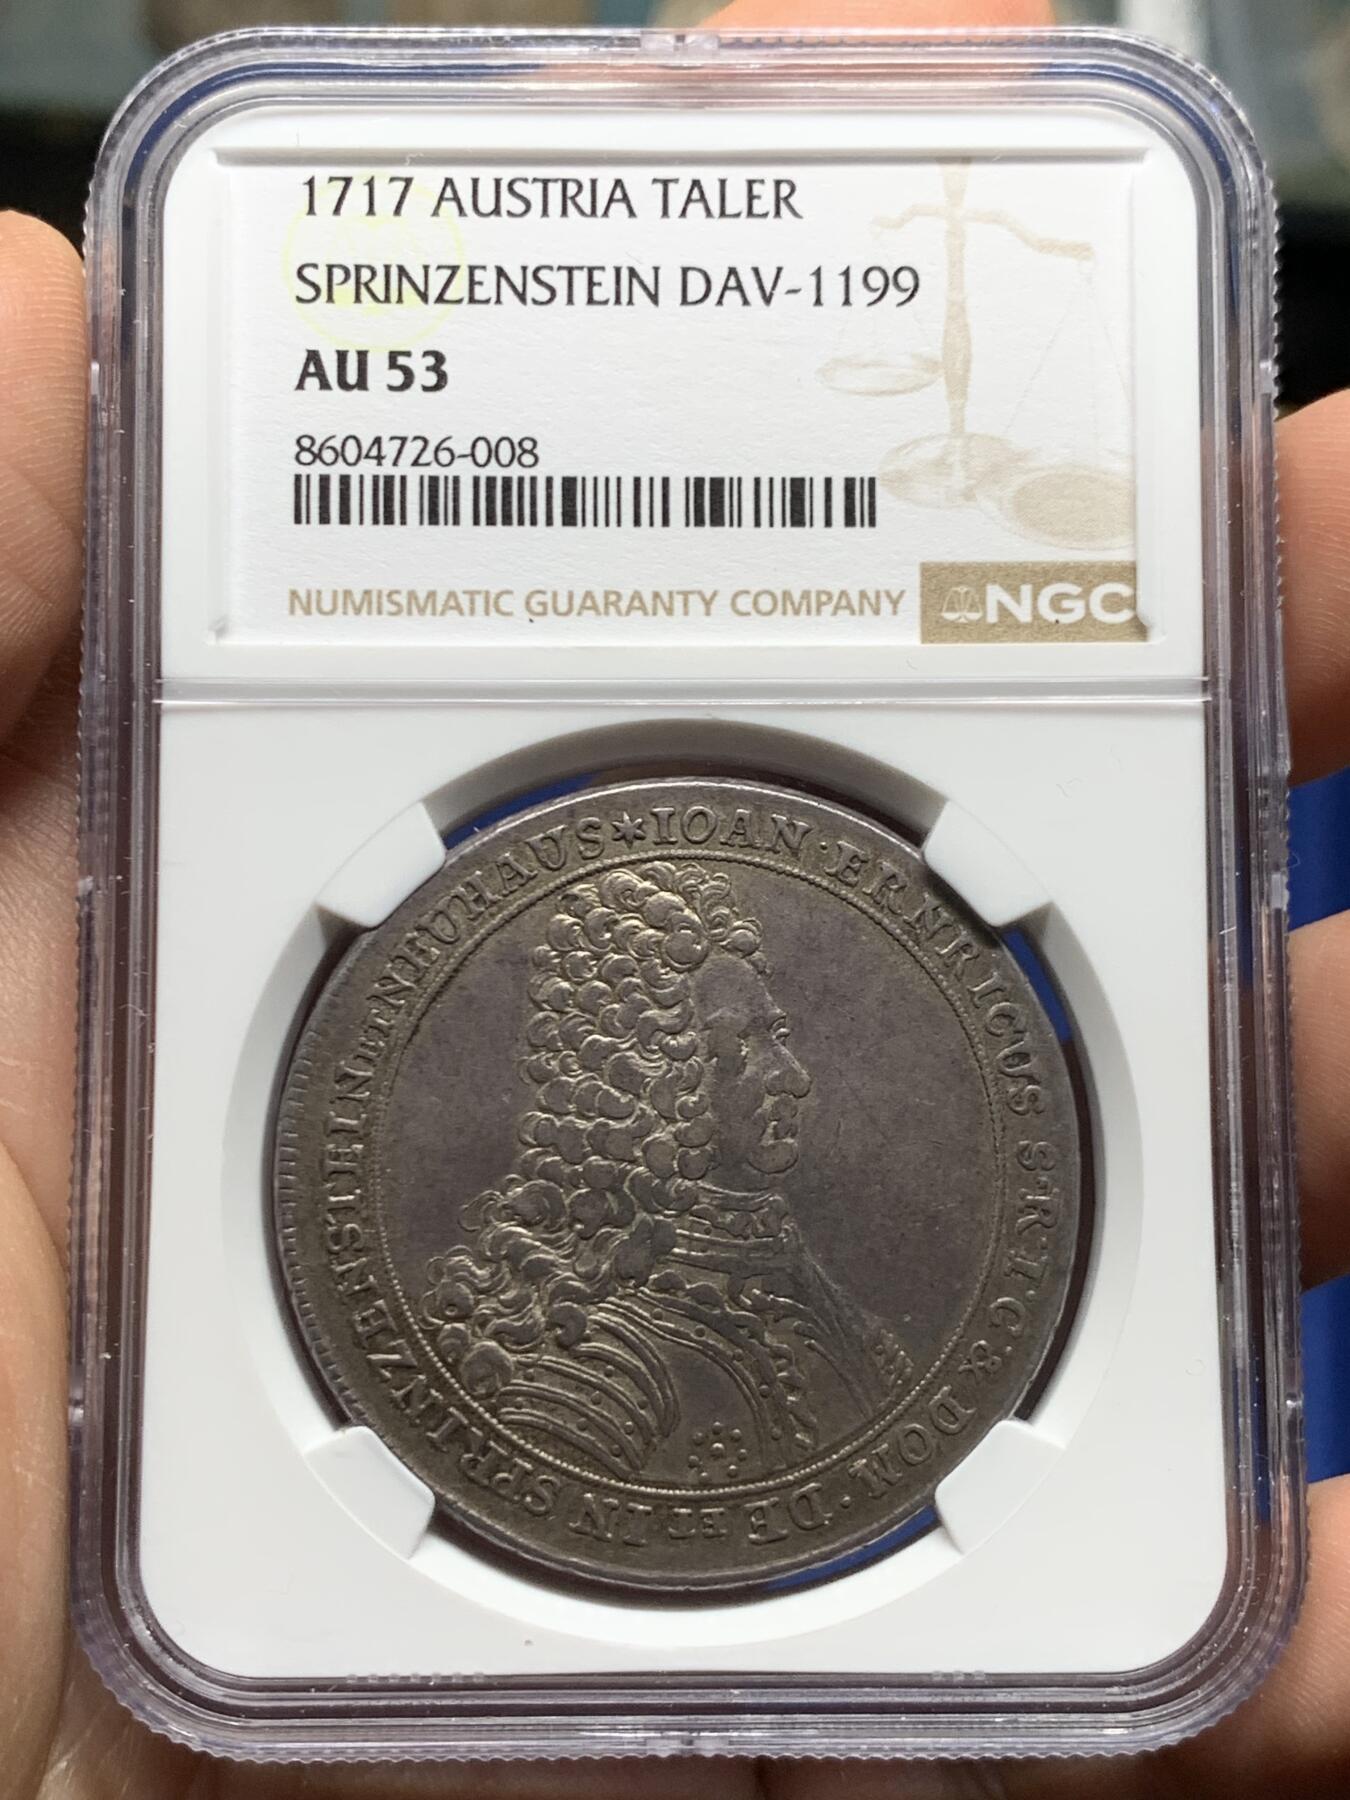 1717 AUSTRIA TALER
SPRINZENSTEIN DAV-1199
AU 53
8604726-008
NUMISMATIC GUARANTY COMPANY
NGC
IOAN · ERNRICUS S·R·I·C·& DOM · DE ET IN SPRINZENSTEIN ET NEUHAUS